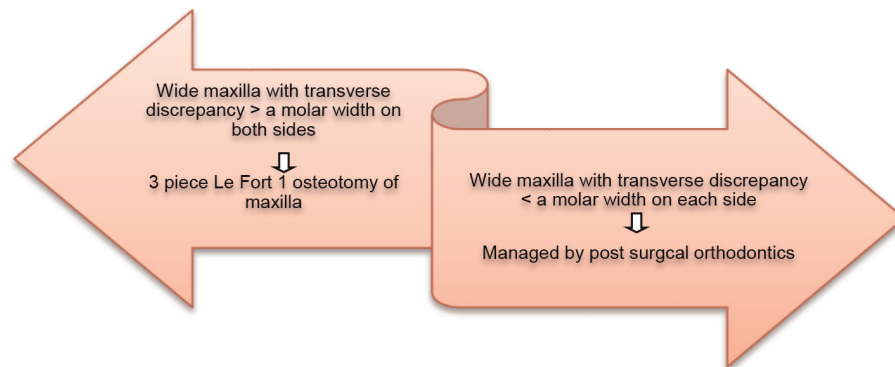 Wide maxilla with transverse
discrepancy > a molar width on
both sides
3 piece Le Fort 1 osteotomy of
maxilla
Wide maxilla with transverse discrepancy
< a molar width on each side
Managed by post surgcal orthodontics